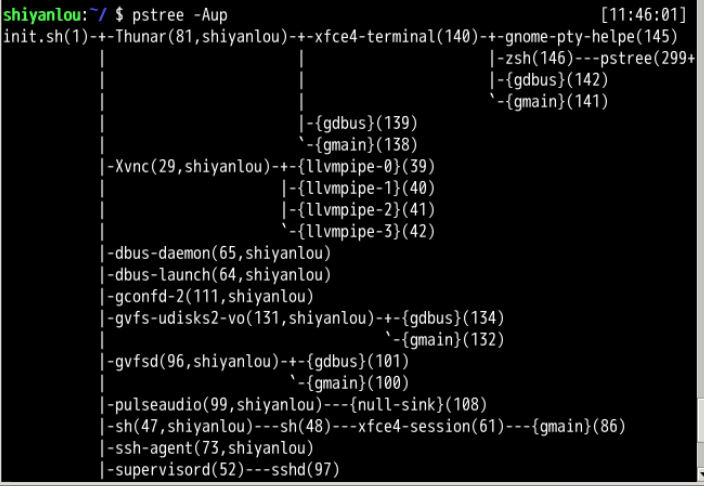 shiyanlou:~/ $ pstree -Aup                                        [11:46:01]
init.sh(1)-+-Thunar(81,shiyanlou)-+-xfce4-terminal(140)-+-gnome-pty-helpe(145)
           |                      |                     |-zsh(146)---pstree(299+
           |                      |                     |-{gdbus}(142)
           |                      |                     `-{gmain}(141)
           |                      |-{gdbus}(139)
           |                      `-{gmain}(138)
           |-Xvnc(29,shiyanlou)-+-{llvmpipe-0}(39)
           |                    |-{llvmpipe-1}(40)
           |                    |-{llvmpipe-2}(41)
           |                    `-{llvmpipe-3}(42)
           |-dbus-daemon(65,shiyanlou)
           |-dbus-launch(64,shiyanlou)
           |-gconfd-2(111,shiyanlou)
           |-gvfs-udisks2-vo(131,shiyanlou)-+-{gdbus}(134)
           |                                `-{gmain}(132)
           |-gvfsd(96,shiyanlou)-+-{gdbus}(101)
           |                     `-{gmain}(100)
           |-pulseaudio(99,shiyanlou)---{null-sink}(108)
           |-sh(47,shiyanlou)---sh(48)---xfce4-session(61)---{gmain}(86)
           |-ssh-agent(73,shiyanlou)
           |-supervisord(52)---sshd(97)